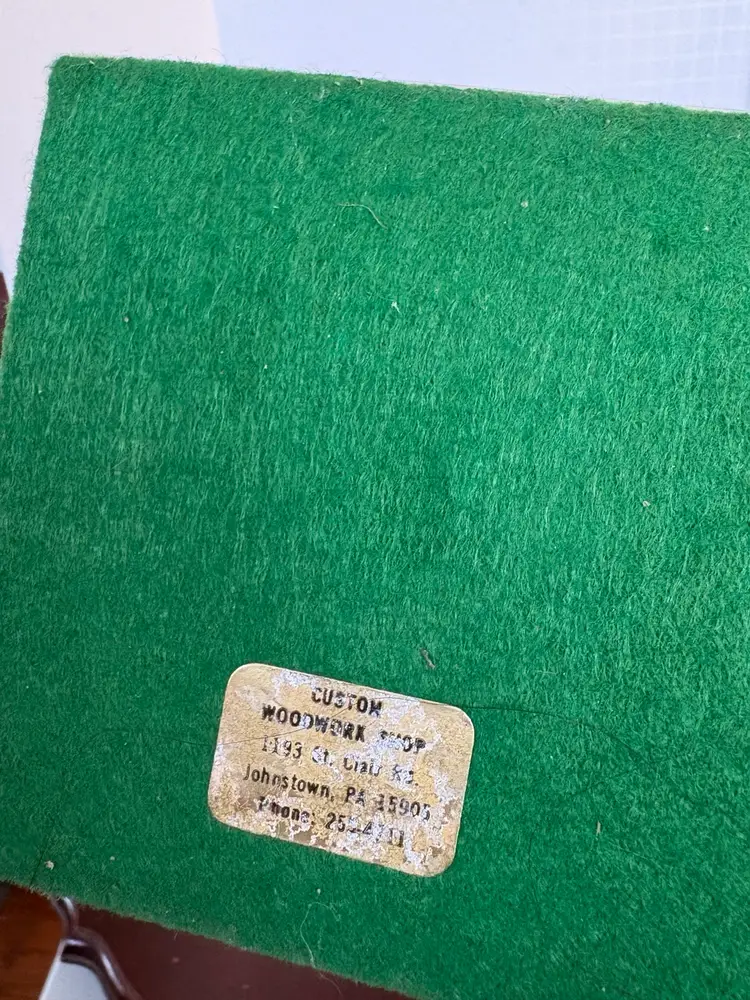 CUSTOM
WOODWORK SHOP
1193 St. Clair Rd.
Johnstown, PA 15905
Phone: